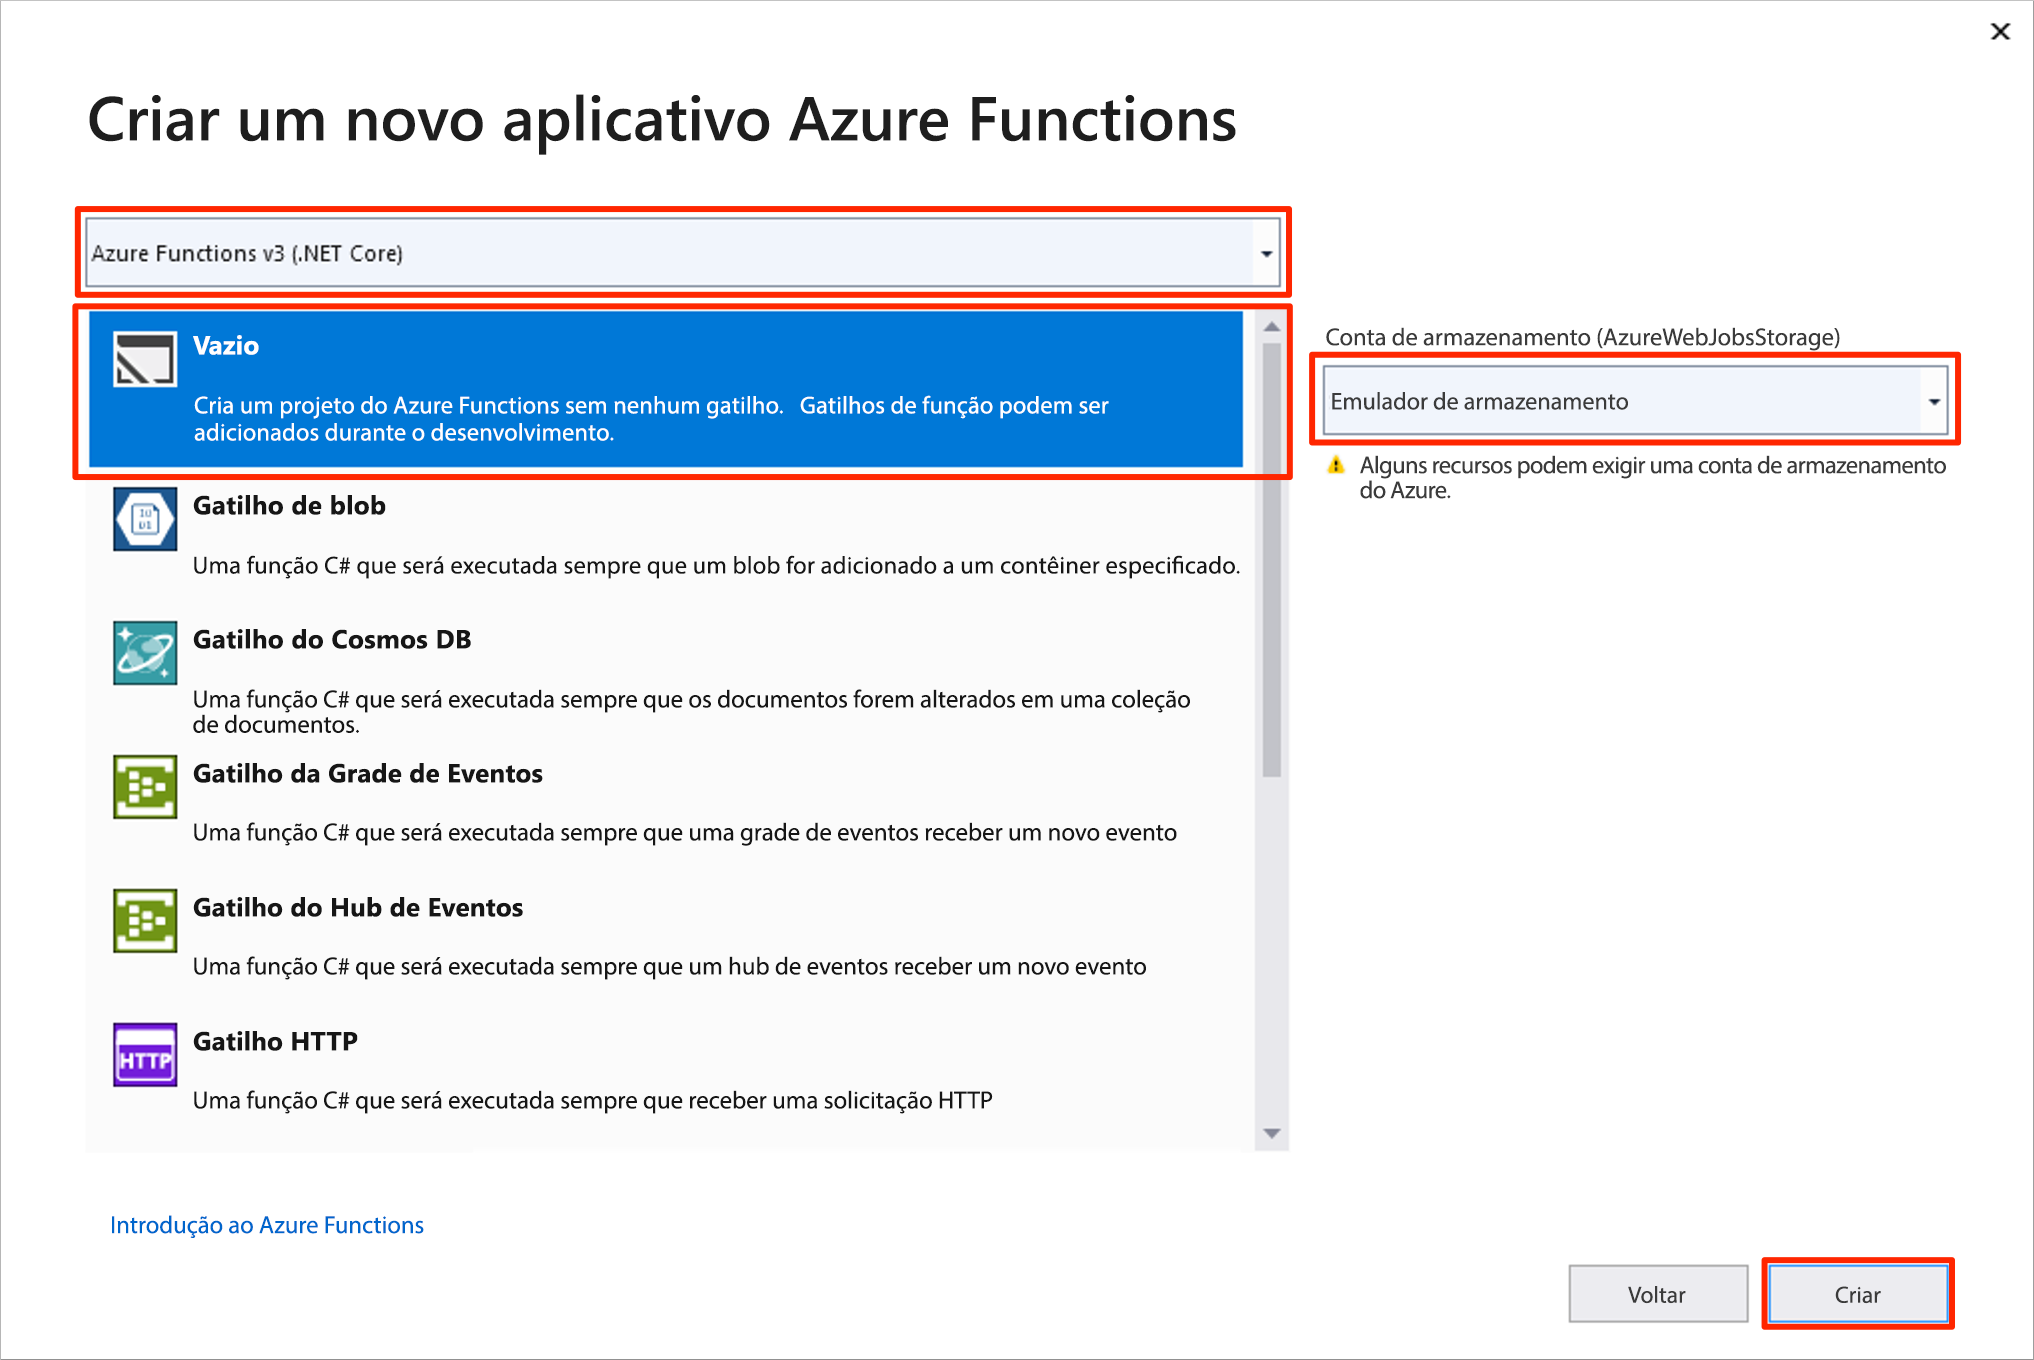 Criar um novo aplicativo Azure Functions
Azure Functions v3 (.NET Core)
Vazio
Cria um projeto do Azure Functions sem nenhum gatilho.   Gatilhos de função podem ser
adicionados durante o desenvolvimento.
Conta de armazenamento (AzureWebJobsStorage)
Emulador de armazenamento
Alguns recursos podem exigir uma conta de armazenamento
do Azure.
Gatilho de blob
Uma função C# que será executada sempre que um blob for adicionado a um contêiner especificado.
Gatilho do Cosmos DB
Uma função C# que será executada sempre que os documentos forem alterados em uma coleção
de documentos.
Gatilho da Grade de Eventos
Uma função C# que será executada sempre que uma grade de eventos receber um novo evento
Gatilho do Hub de Eventos
Uma função C# que será executada sempre que um hub de eventos receber um novo evento
HTTP
Gatilho HTTP
Uma função C# que será executada sempre que receber uma solicitação HTTP
Introdução ao Azure Functions
Voltar
Criar